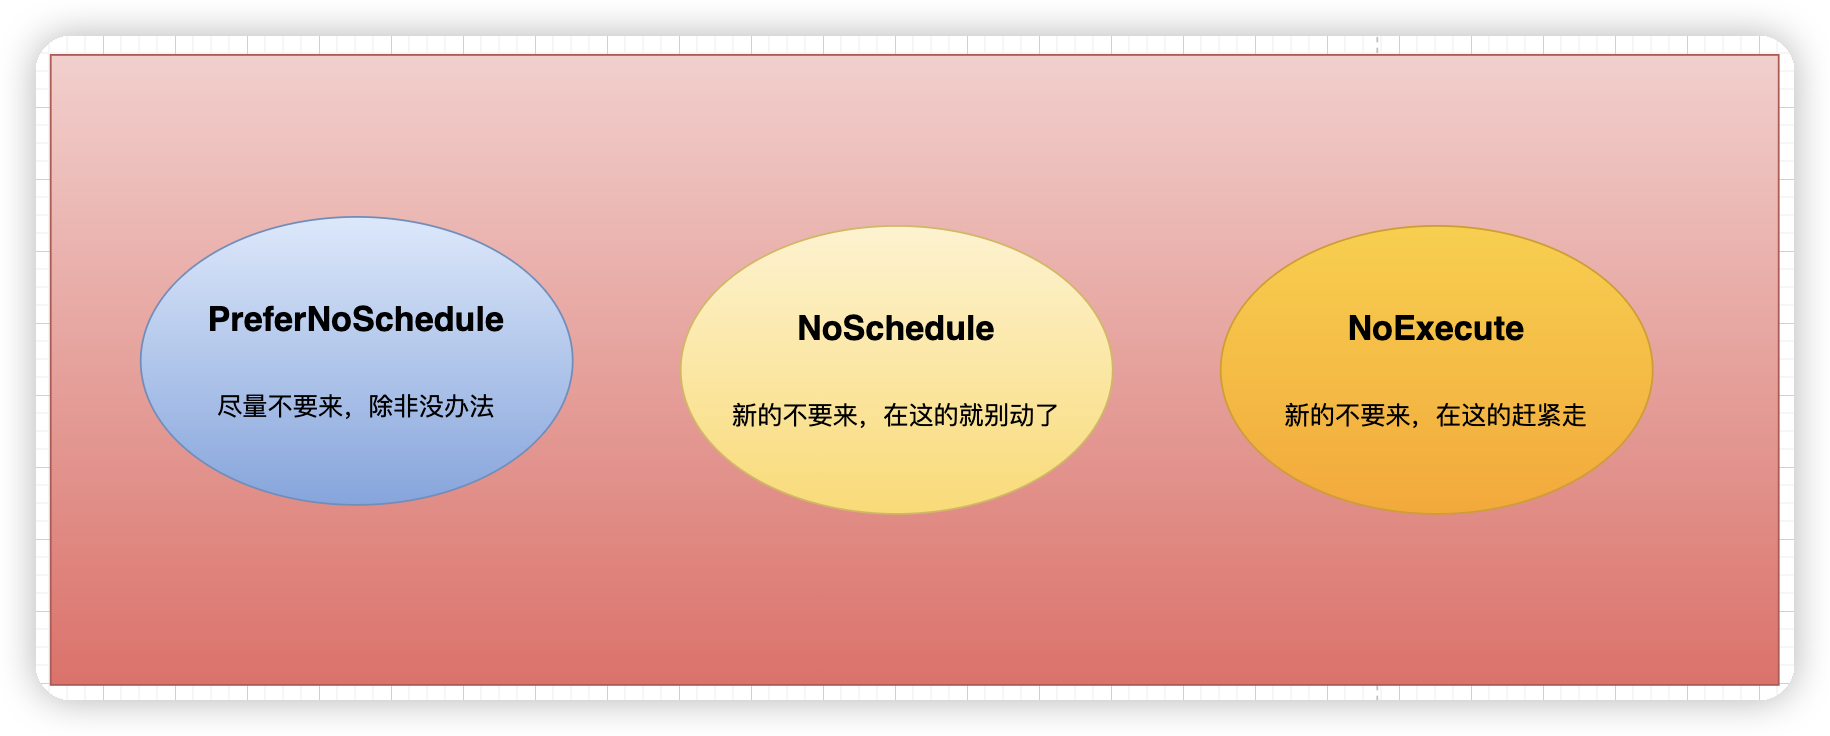 PreferNoSchedule
尽量不要来，除非没办法
NoSchedule
新的不要来，在这的就别动了
NoExecute
新的不要来，在这的赶紧走